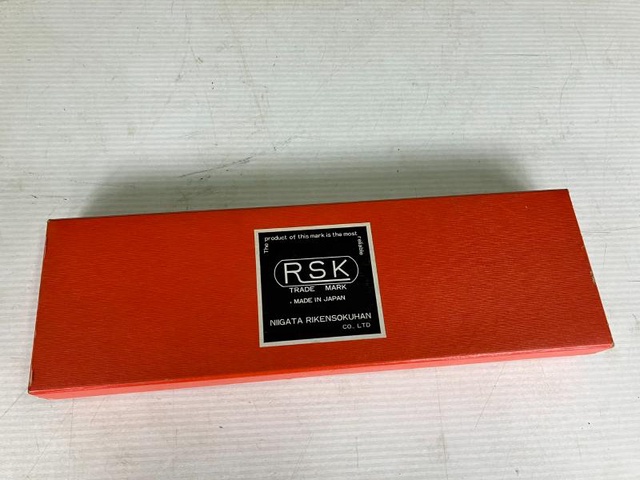 The product of this mark is the most reliable
RSK
TRADE MARK
MADE IN JAPAN
NIIGATA RIKENSOKUHAN
CO., LTD